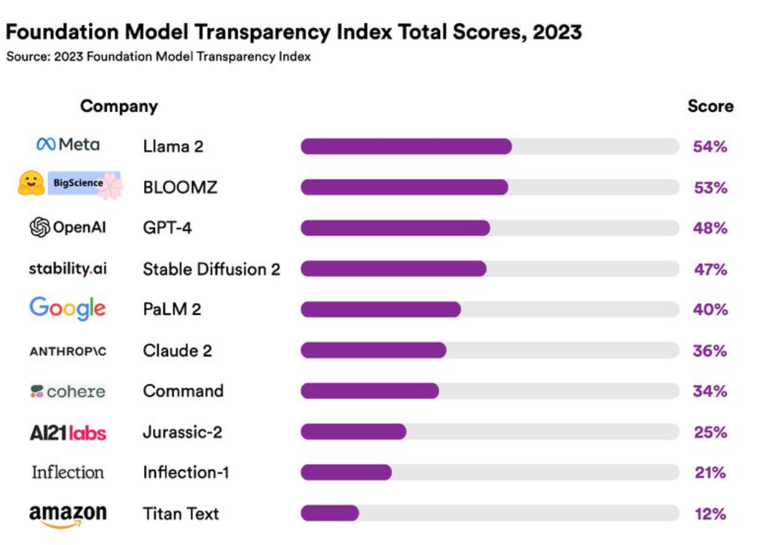 Foundation Model Transparency Index Total Scores, 2023
Source: 2023 Foundation Model Transparency Index
Company Score
Meta Llama 2 54%
BigScience BLOOMZ 53%
OpenAI GPT-4 48%
stability.ai Stable Diffusion 2 47%
Google PaLM 2 40%
ANTHROP\C Claude 2 36%
cohere Command 34%
AI21labs Jurassic-2 25%
Inflection Inflection-1 21%
amazon Titan Text 12%